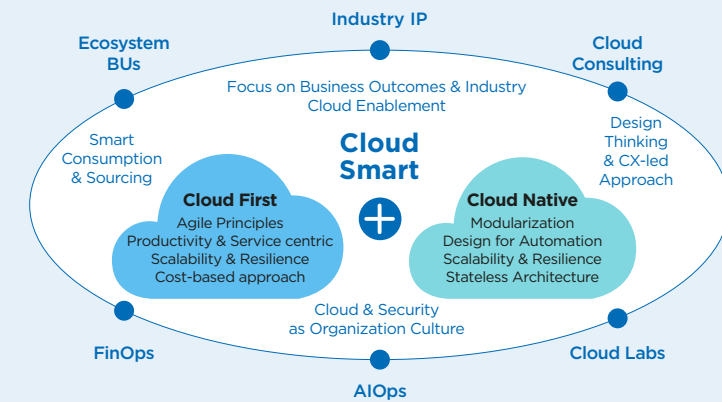 Industry IP
Ecosystem
BUs
Cloud
Consulting
Focus on Business Outcomes & Industry
Cloud Enablement
Smart
Consumption
& Sourcing
Cloud
Smart
Design
Thinking
& CX-led
Approach
Cloud First
Agile Principles
Productivity & Service centric
Scalability & Resilience
Cost-based approach
Cloud Native
Modularization
Design for Automation
Scalability & Resilience
Stateless Architecture
Cloud & Security
as Organization Culture
FinOps
Cloud Labs
AIOps